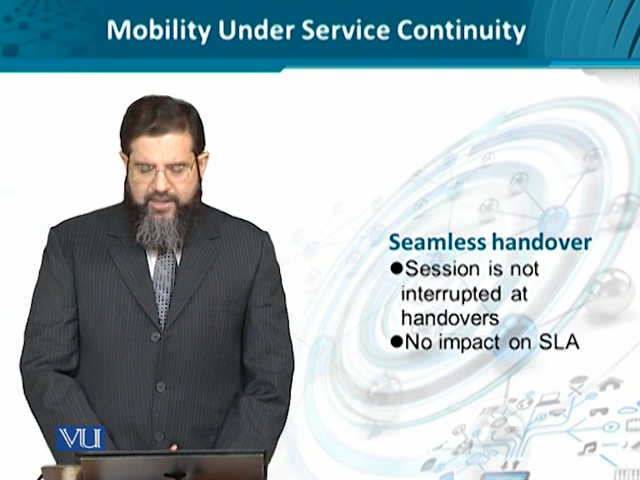 Mobility Under Service Continuity
Seamless handover
●Session is not
interrupted at
handovers
●No impact on SLA
VU